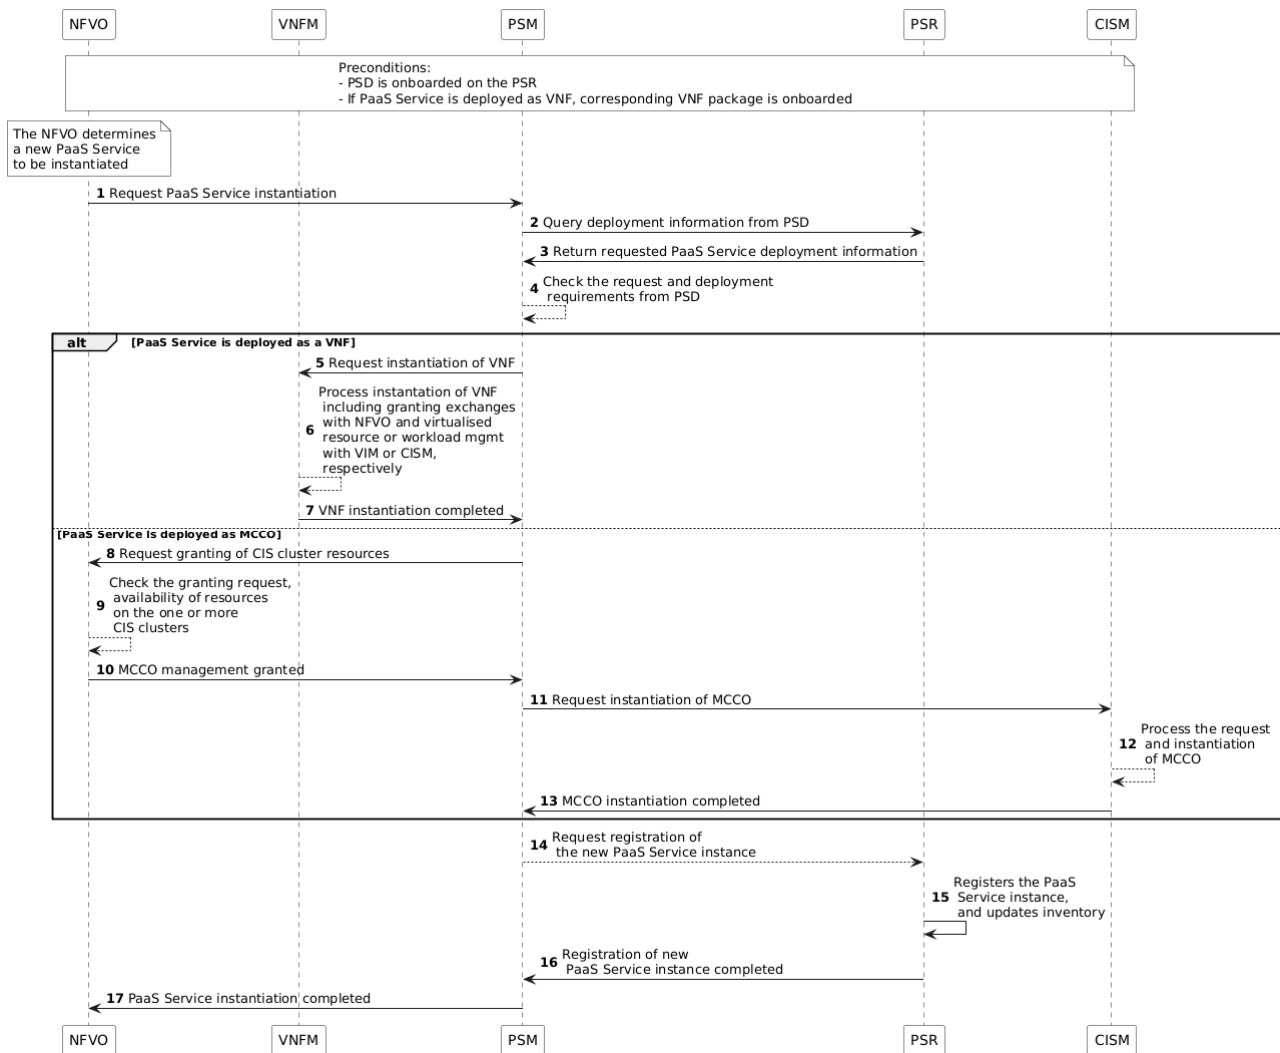 NFVO VNFM PSM PSR CISM
Preconditions:
- PSD is onboarded on the PSR
- If PaaS Service is deployed as VNF, corresponding VNF package is onboarded
The NFVO determines
a new PaaS Service
to be instantiated
1 Request PaaS Service instantiation
2 Query deployment information from PSD
3 Return requested PaaS Service deployment information
4 Check the request and deployment
requirements from PSD
alt [PaaS Service is deployed as a VNF]
5 Request instantiation of VNF
Process instantation of VNF
including granting exchanges
with NFVO and virtualised
6 resource or workload mgmt
with VIM or CISM,
respectively
7 VNF instantiation completed
[PaaS Service is deployed as MCCO]
8 Request granting of CIS cluster resources
Check the granting request,
availability of resources
9 on the one or more
CIS clusters
10 MCCO management granted
11 Request instantiation of MCCO
Process the request
12 and instantiation
of MCCO
13 MCCO instantiation completed
14 Request registration of
the new PaaS Service instance
Registers the PaaS
15 Service instance,
and updates inventory
16 Registration of new
PaaS Service instance completed
17 PaaS Service instantiation completed
NFVO VNFM PSM PSR CISM